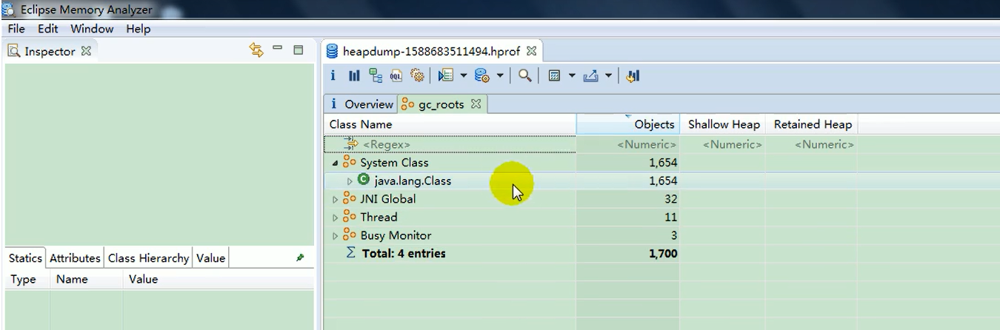 Eclipse Memory Analyzer
File Edit Window Help
Inspector
heapdump-1588683511494.hprof
i OQL
i Overview gc_roots
Class Name Objects Shallow Heap Retained Heap
<Regex> <Numeric> <Numeric> <Numeric>
System Class 1,654
C java.lang.Class 1,654
JNI Global 32
Thread 11
Busy Monitor 3
Σ Total: 4 entries 1,700
Statics Attributes Class Hierarchy Value
Type Name Value